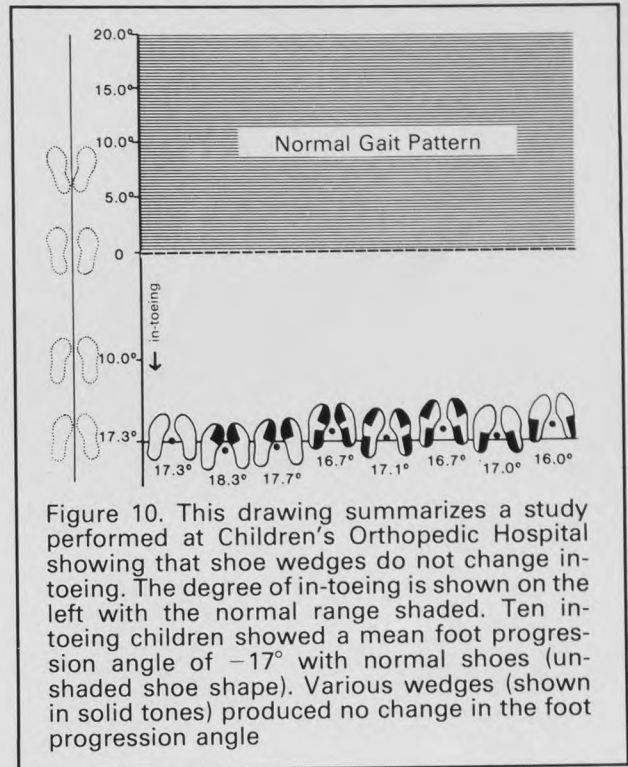 20.0°
15.0°
10.0°
Normal Gait Pattern
5.0°
0
in-toeing
10.0°
17.3°
17.3°
18.3°
17.7°
16.7°
17.1°
16.7°
17.0°
16.0°
Figure 10. This drawing summarizes a study
performed at Children's Orthopedic Hospital
showing that shoe wedges do not change in-
toeing. The degree of in-toeing is shown on the
left with the normal range shaded. Ten in-
toeing children showed a mean foot progres-
sion angle of −17° with normal shoes (un-
shaded shoe shape). Various wedges (shown
in solid tones) produced no change in the foot
progression angle